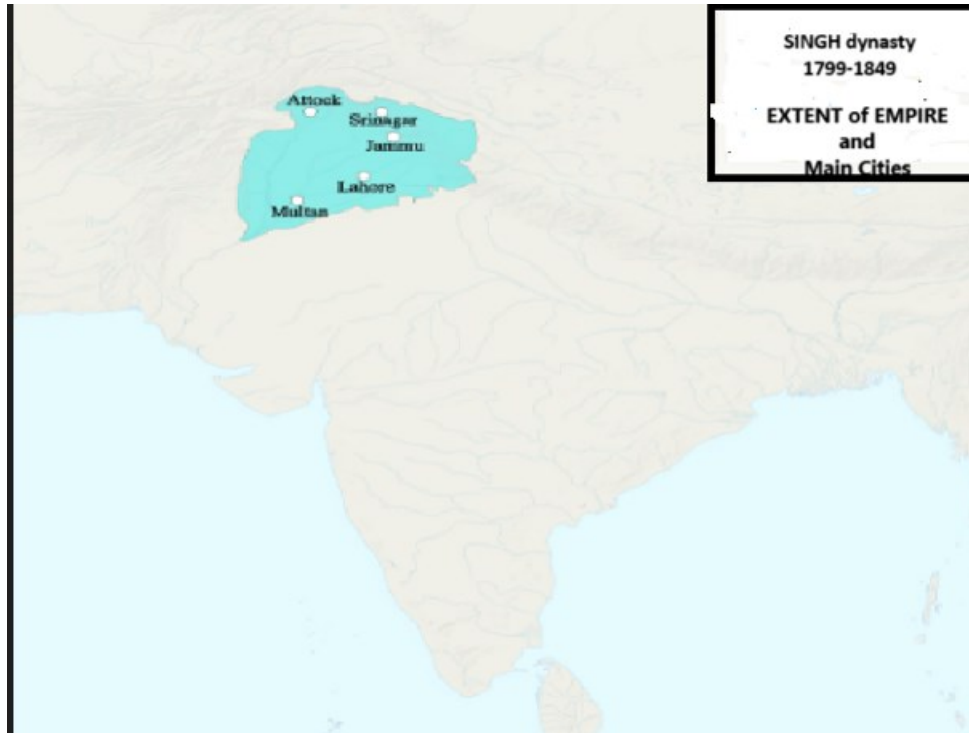 SINGH dynasty
1799-1849
EXTENT of EMPIRE
and
Main Cities
Attock
Srinagar
Jammu
Lahore
Multan